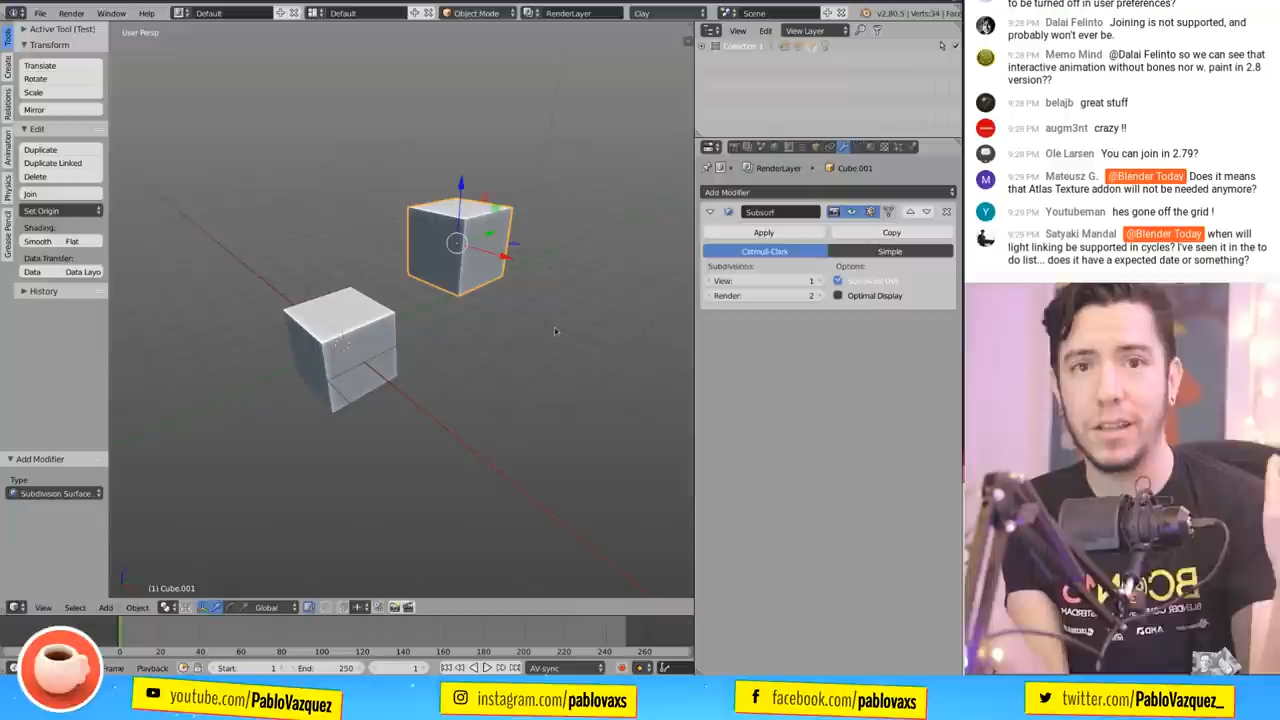 File Render Window Help Default Default Object Mode RenderLayer Clay Scene v2.80.5 | Verts:34 | Face
Tools
Create
Relations
Animation
Physics
Grease Pencil
Active Tool (Test)
Transform
Translate
Rotate
Scale
Mirror
Edit
Duplicate
Duplicate Linked
Delete
Join
Set Origin
Shading:
Smooth Flat
Data Transfer:
Data Data Layo
History
Add Modifier
Type
Subdivision Surface
User Persp
(1) Cube.001
View Select Add Object Global
0 20 40 60 80 100 120 140 160 180 200 220 240 260
Frame Playback Start: 1 End: 250 1 AV-sync
View View Layer
Collection 1
RenderLayer Cube.001
Add Modifier
Subsurf
Apply Copy
Catmull-Clark Simple
Subdivisions: Options:
View: 1 Subdivide UVs
Render: 2 Optimal Display
to be turned off in user preferences?
9:28 PM Dalai Felinto Joining is not supported, and
probably won't ever be.
9:28 PM Memo Mind @Dalai Felinto so we can see that
interactive animation without bones nor w. paint in 2.8
version??
9:28 PM belajb great stuff
9:28 PM augm3nt crazy !!
9:28 PM Ole Larsen You can join in 2.79?
9:29 PM Mateusz G. @Blender Today Does it means
that Atlas Texture addon will not be needed anymore?
9:29 PM Youtubeman hes gone off the grid !
9:29 PM Satyaki Mandal @Blender Today when will
light linking be supported in cycles? I've seen it in the to
do list... does it have a expected date or something?
youtube.com/PabloVazquez
instagram.com/pablovaxs
facebook.com/pablovaxs
twitter.com/PabloVazquez_